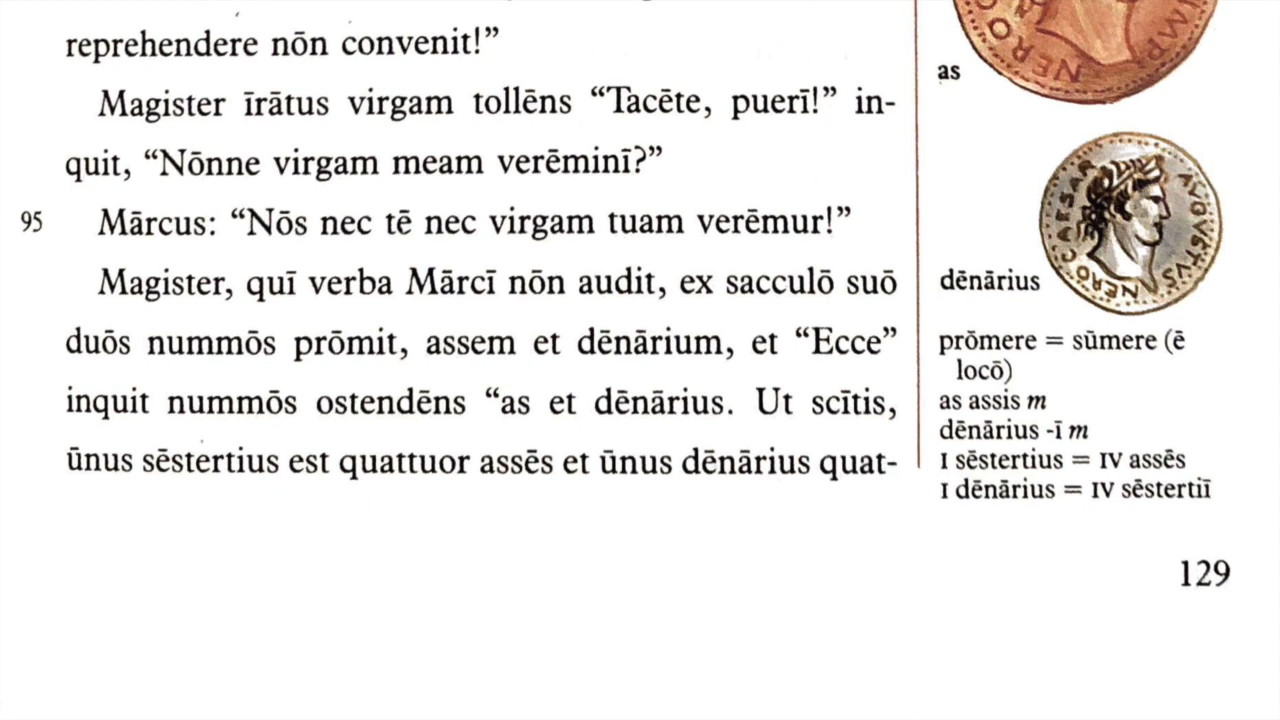 reprehendere nōn convenit!”
Magister īrātus virgam tollēns “Tacēte, puerī!” in-
quit, “Nōnne virgam meam verēminī?”
95 Mārcus: “Nōs nec tē nec virgam tuam verēmur!”
Magister, quī verba Mārcī nōn audit, ex sacculō suō
duōs nummōs prōmit, assem et dēnārium, et “Ecce”
inquit nummōs ostendēns “as et dēnārius. Ut scītis,
ūnus sēstertius est quattuor assēs et ūnus dēnārius quat-
as
NERO
IMP
NERO CAESAR
AVGVSTVS
dēnārius
prōmere = sūmere (ē
locō)
as assis m
dēnārius -ī m
I sēstertius = IV assēs
I dēnārius = IV sēstertiī
129